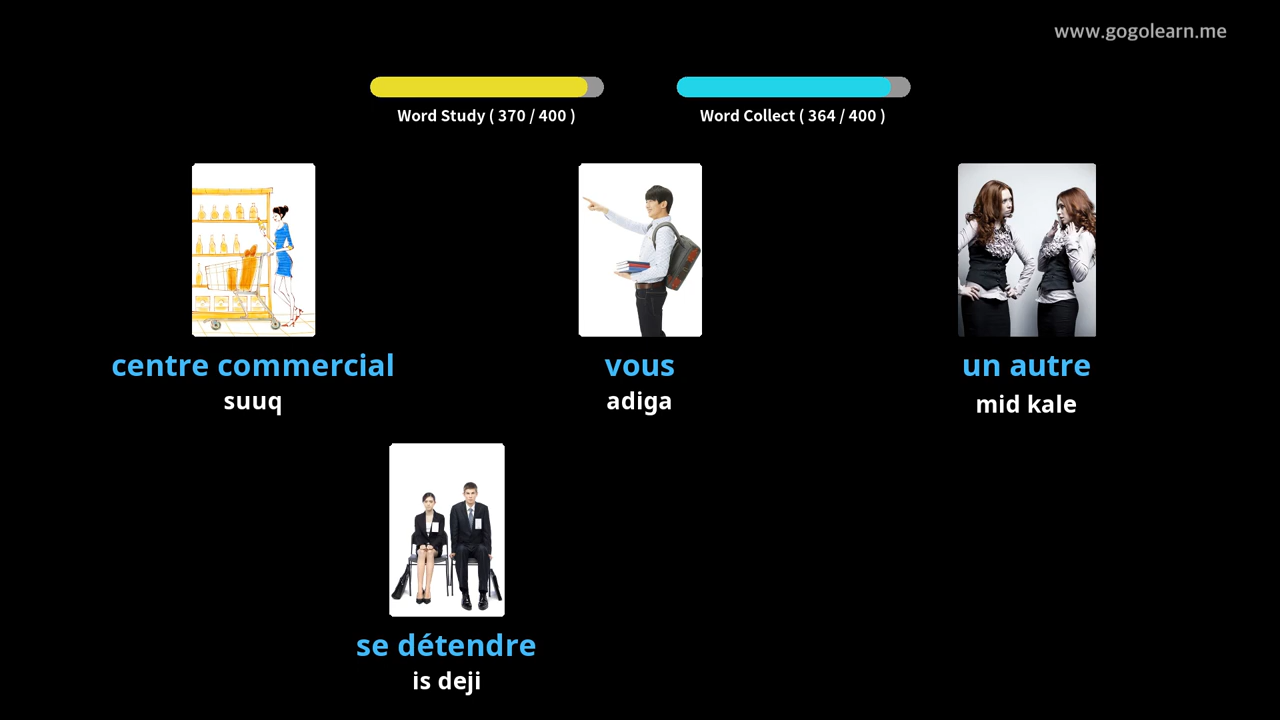 www.gogolearn.me
Word Study ( 370 / 400 )
Word Collect ( 364 / 400 )
centre commercial
suuq
vous
adiga
un autre
mid kale
se détendre
is deji